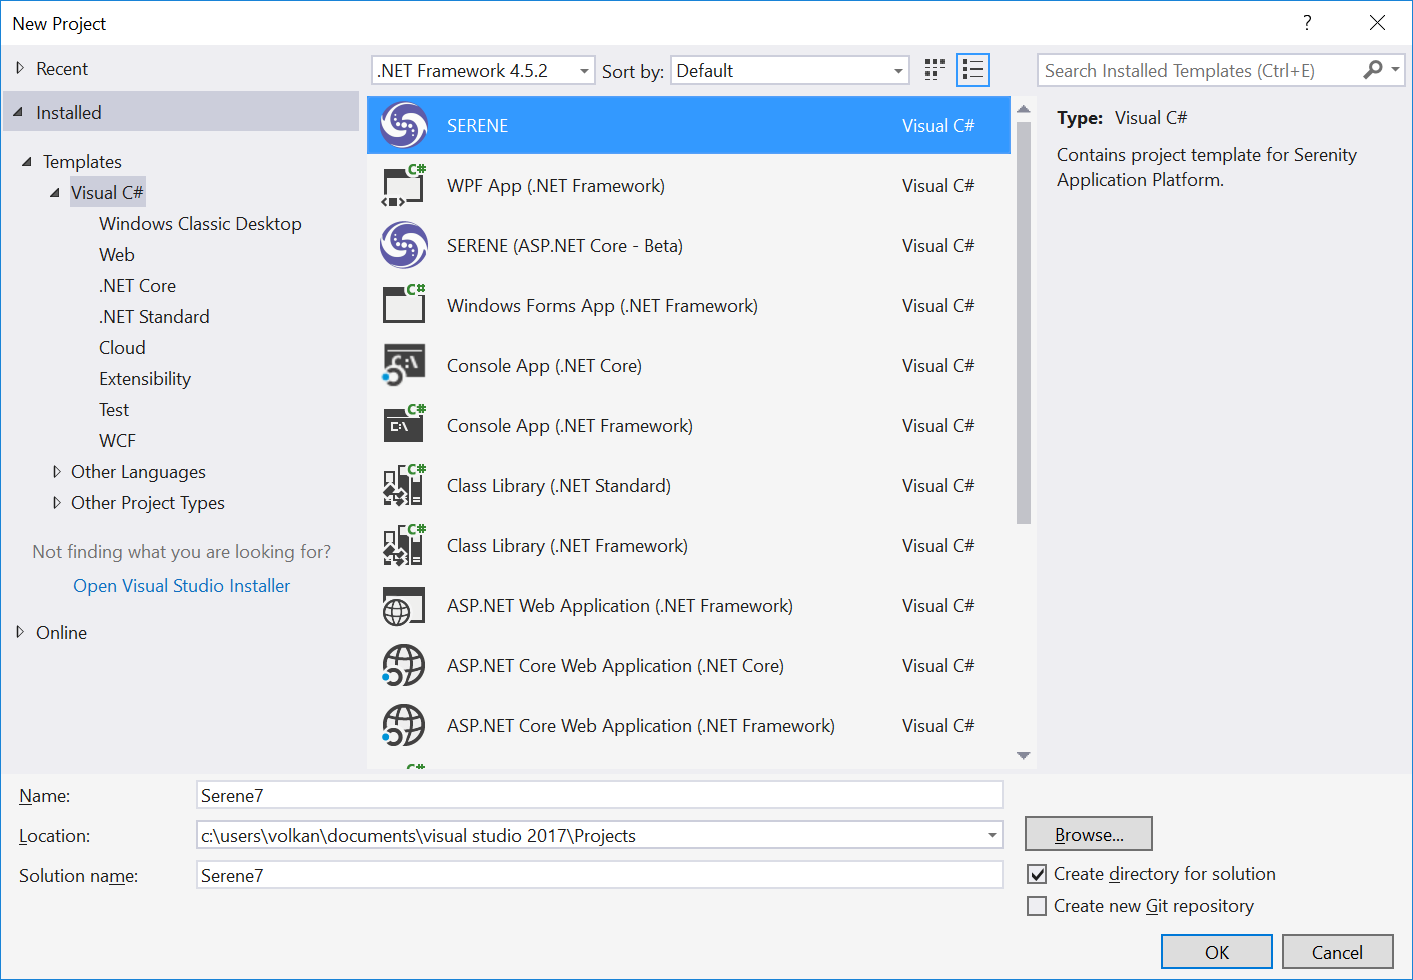 New Project
?
Recent
Installed
Templates
Visual C#
Windows Classic Desktop
Web
.NET Core
.NET Standard
Cloud
Extensibility
Test
WCF
Other Languages
Other Project Types
Not finding what you are looking for?
Open Visual Studio Installer
Online
.NET Framework 4.5.2
Sort by:
Default
SERENE Visual C#
C#
WPF App (.NET Framework) Visual C#
SERENE (ASP.NET Core - Beta) Visual C#
C#
Windows Forms App (.NET Framework) Visual C#
C:\
Console App (.NET Core) Visual C#
C#
C:\
Console App (.NET Framework) Visual C#
C#
Class Library (.NET Standard) Visual C#
C#
Class Library (.NET Framework) Visual C#
ASP.NET Web Application (.NET Framework) Visual C#
ASP.NET Core Web Application (.NET Core) Visual C#
ASP.NET Core Web Application (.NET Framework) Visual C#
Search Installed Templates (Ctrl+E)
Type: Visual C#
Contains project template for Serenity
Application Platform.
Name: Serene7
Location: c:\users\volkan\documents\visual studio 2017\Projects
Browse...
Solution name: Serene7
Create directory for solution
Create new Git repository
OK
Cancel